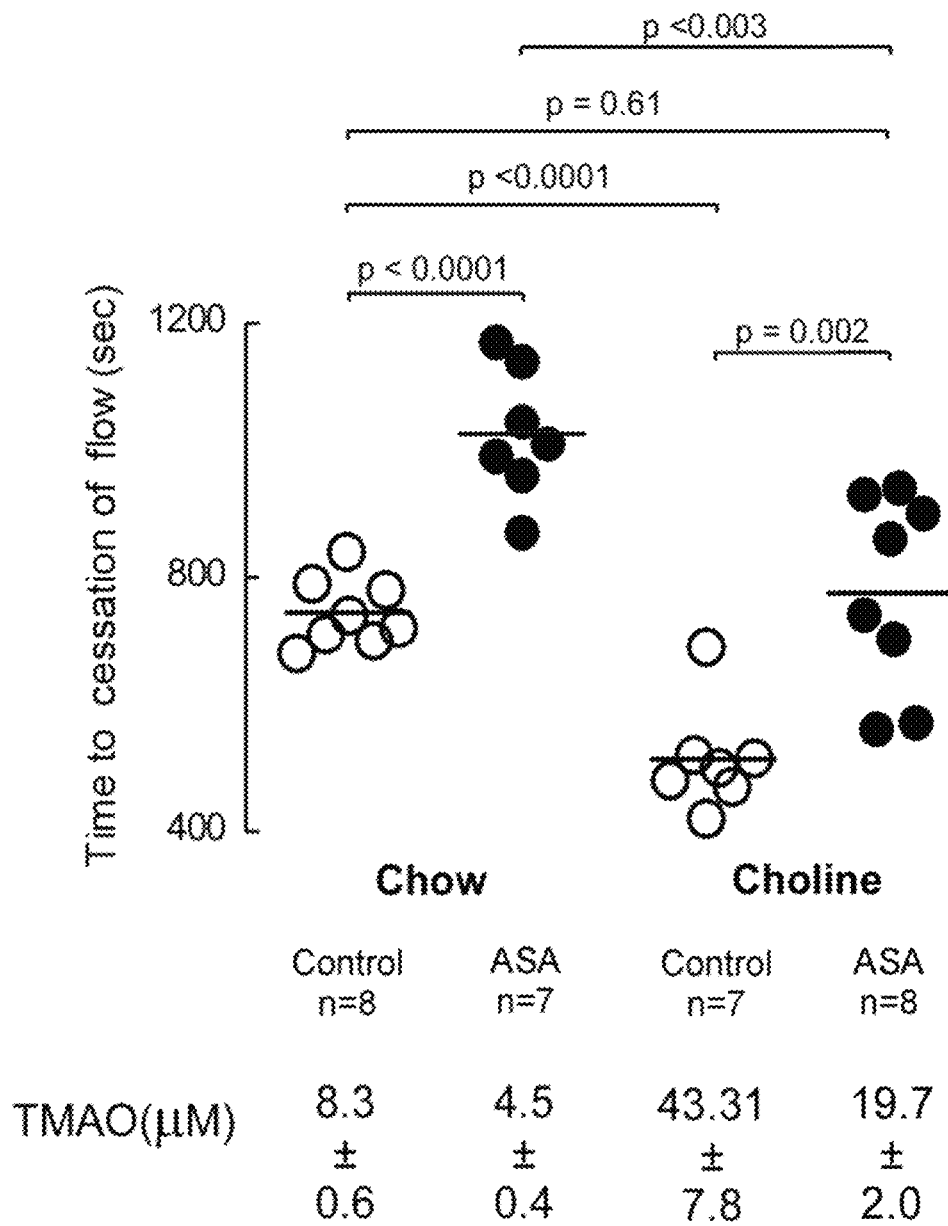 p <0.003
p = 0.61
p <0.0001
p < 0.0001
p = 0.002
Time to cessation of flow (sec)
1200
800
400
Chow Choline
Control ASA Control ASA
n=8 n=7 n=7 n=8
TMAO(µM) 8.3 4.5 43.31 19.7
± ± ± ±
0.6 0.4 7.8 2.0